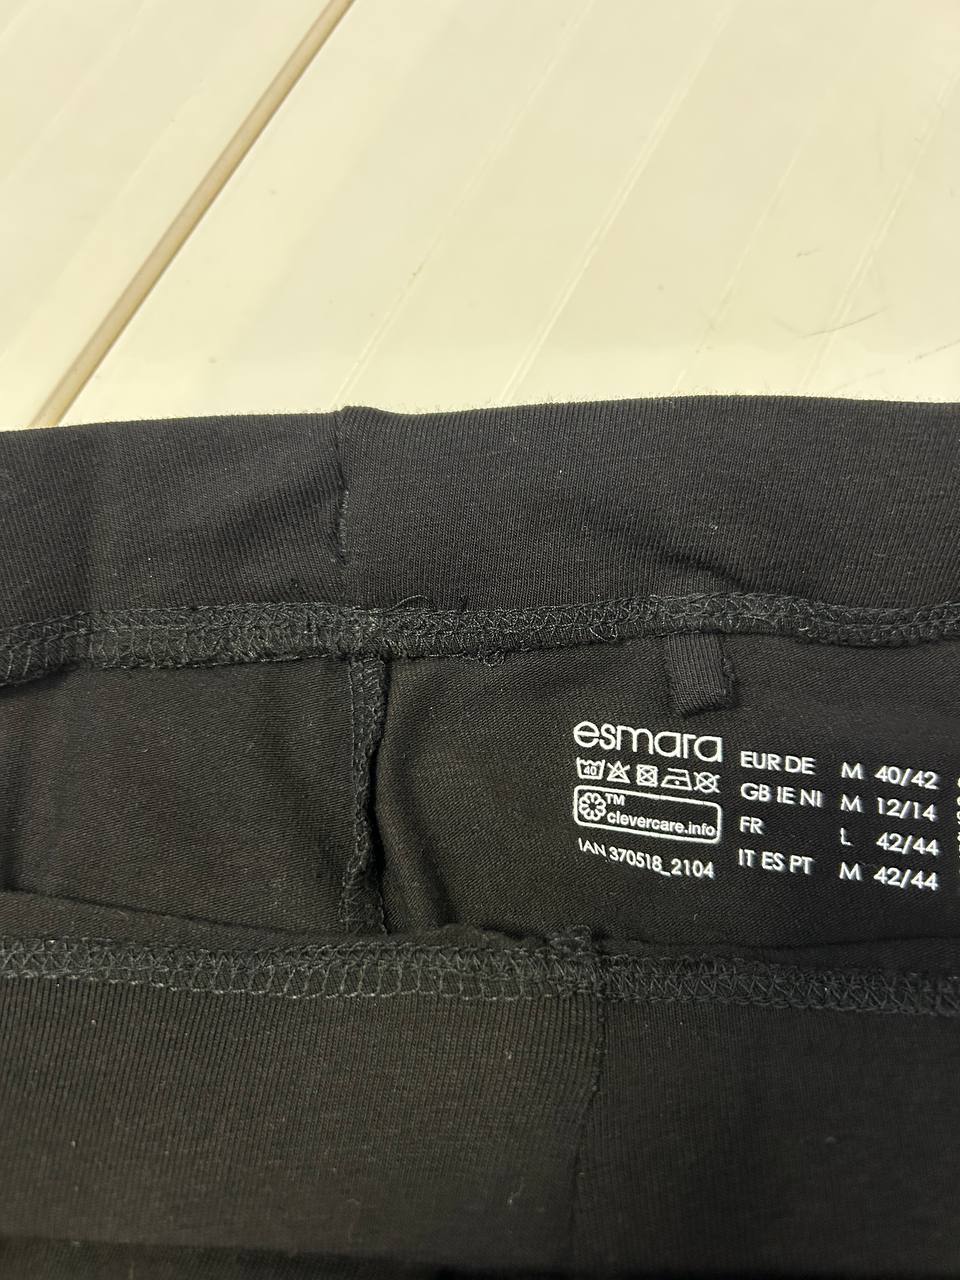 esmara
40
™
clevercare.info
IAN 370518_2104
EUR DE M 40/42
GB IE NI M 12/14
FR L 42/44
IT ES PT M 42/44